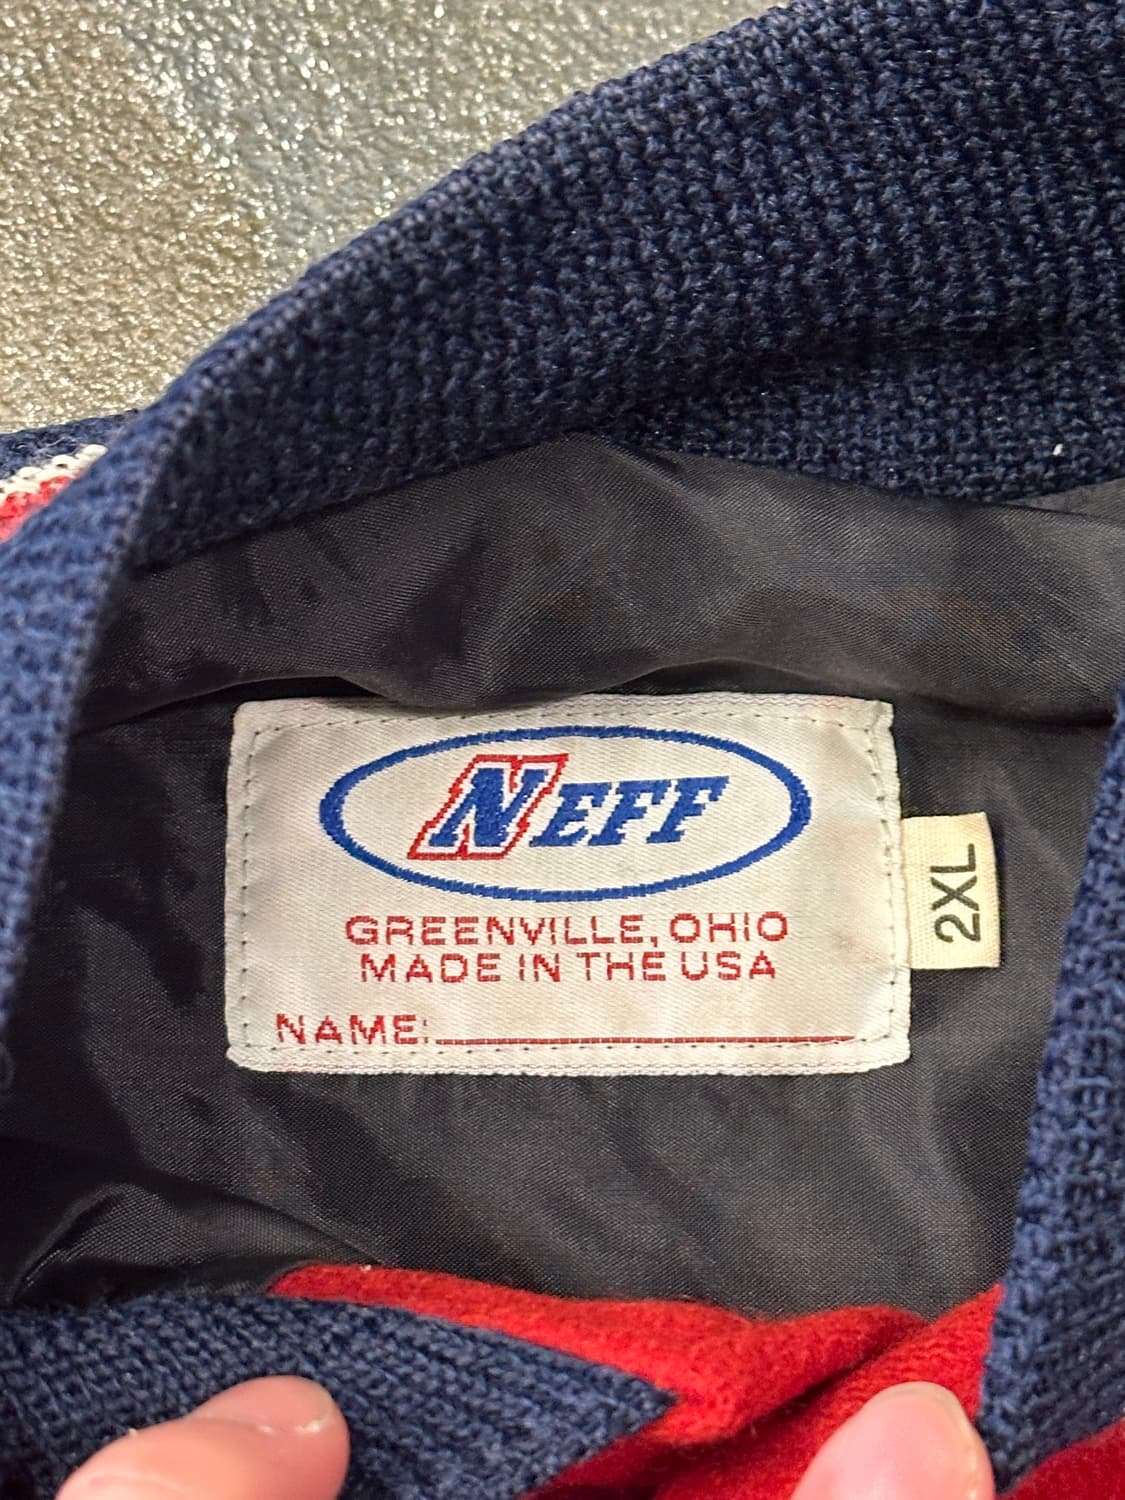 NEFF
GREENVILLE, OHIO
MADE IN THE USA
NAME:
2XL